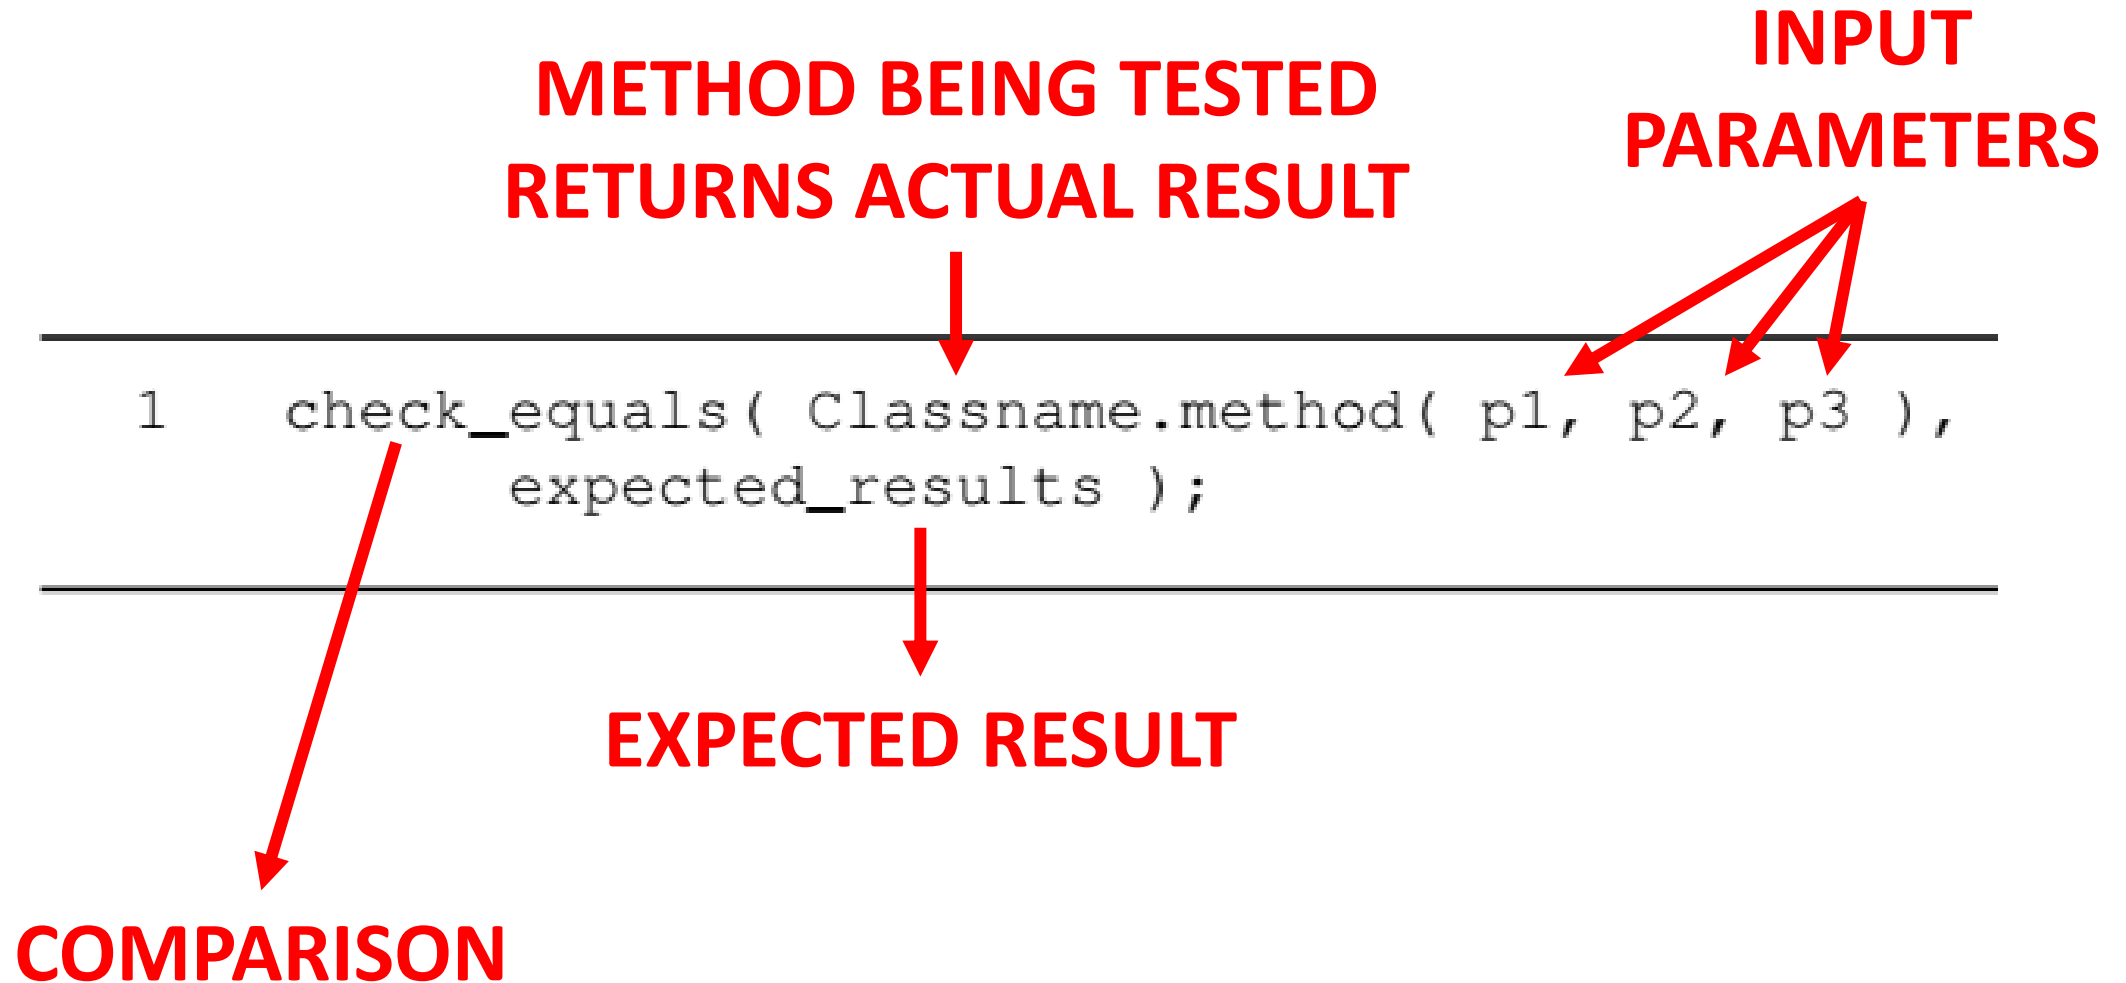 INPUT
PARAMETERS
METHOD BEING TESTED
RETURNS ACTUAL RESULT
1 check_equals( Classname.method( p1, p2, p3 ),
expected_results );
EXPECTED RESULT
COMPARISON